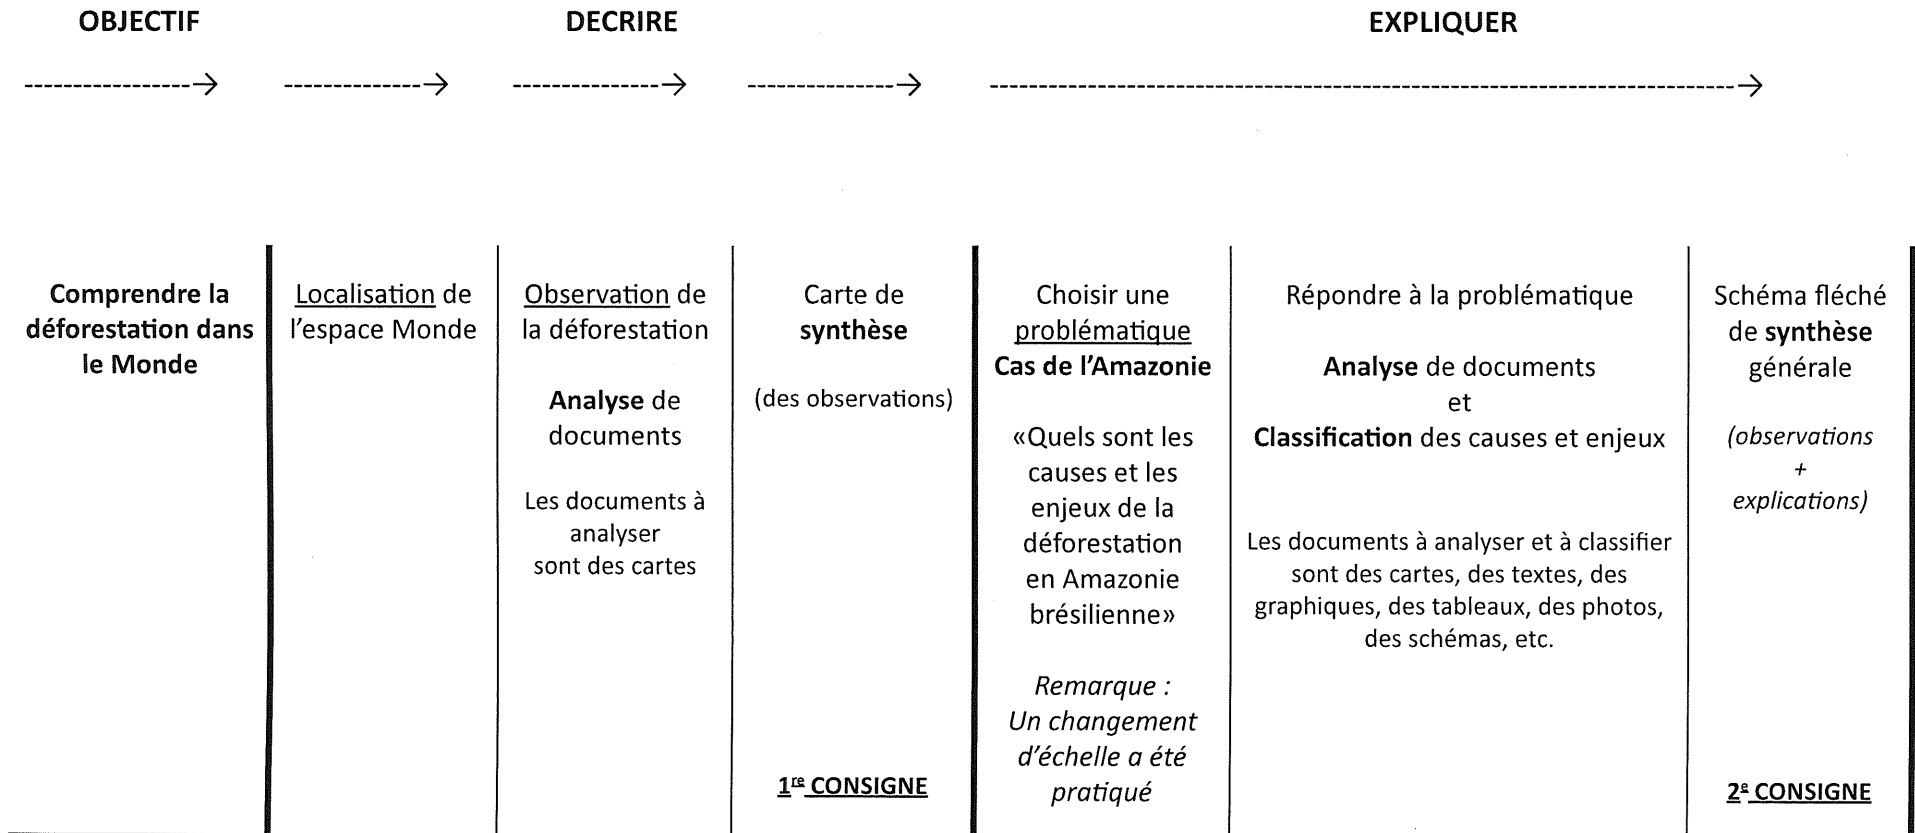 OBJECTIF
DECRIRE
EXPLIQUER
Comprendre la
déforestation dans
le Monde
Localisation de
l'espace Monde
Observation de
la déforestation
Analyse de
documents
Les documents à
analyser
sont des cartes
Carte de
synthèse
(des observations)
1re CONSIGNE
Choisir une
problématique
Cas de l'Amazonie
«Quels sont les
causes et les
enjeux de la
déforestation
en Amazonie
brésilienne»
Remarque :
Un changement
d'échelle a été
pratiqué
Répondre à la problématique
Analyse de documents
et
Classification des causes et enjeux
Les documents à analyser et à classifier
sont des cartes, des textes, des
graphiques, des tableaux, des photos,
des schémas, etc.
Schéma fléché
de synthèse
générale
(observations
+
explications)
2e CONSIGNE